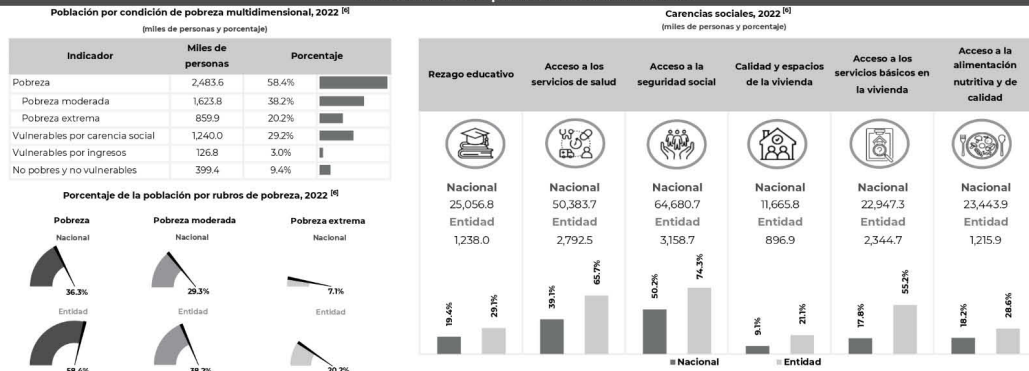 Población por condición de pobreza multidimensional, 2022 [6]
(miles de personas y porcentaje)
Indicador Miles de personas Porcentaje
Pobreza 2,483.6 58.4%
Pobreza moderada 1,623.8 38.2%
Pobreza extrema 859.9 20.2%
Vulnerables por carencia social 1,240.0 29.2%
Vulnerables por ingresos 126.8 3.0%
No pobres y no vulnerables 399.4 9.4%
Porcentaje de la población por rubros de pobreza, 2022 [6]
Pobreza Pobreza moderada Pobreza extrema
Nacional Nacional Nacional
36.3% 29.3% 7.1%
Entidad Entidad Entidad
58.4% 38.2% 20.2%
Carencias sociales, 2022 [6]
(miles de personas y porcentaje)
Rezago educativo
Acceso a los
servicios de salud
Acceso a la
seguridad social
Calidad y espacios
de la vivienda
Acceso a los
servicios básicos en
la vivienda
Acceso a la
alimentación
nutritiva y de
calidad
Nacional Nacional Nacional Nacional Nacional Nacional
25,056.8 50,383.7 64,680.7 11,665.8 22,947.3 23,443.9
Entidad Entidad Entidad Entidad Entidad Entidad
1,238.0 2,792.5 3,158.7 896.9 2,344.7 1,215.9
19.4% 29.1% 39.1% 65.7% 50.2% 74.3% 9.1% 21.1% 17.8% 55.2% 18.2% 28.6%
Nacional Entidad